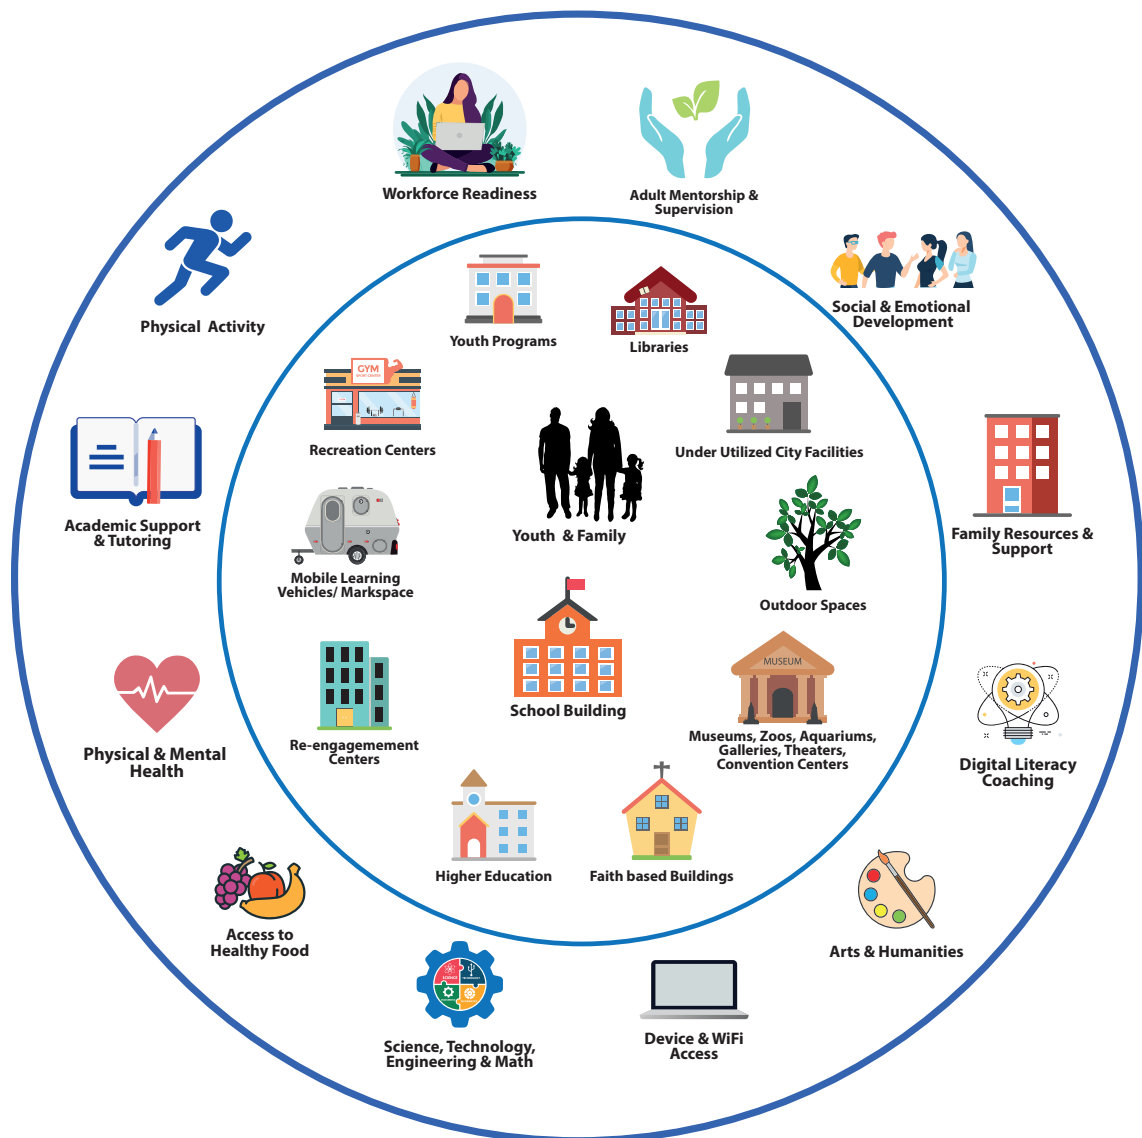 Workforce Readiness
Adult Mentorship &
Supervision
Physical Activity
Social & Emotional
Development
Youth Programs
Libraries
GYM
Recreation Centers
Under Utilized City Facilities
Academic Support
& Tutoring
Youth & Family
Family Resources &
Support
Mobile Learning
Vehicles/ Markspace
Outdoor Spaces
MUSEUM
School Building
Museums, Zoos, Aquariums,
Galleries, Theaters,
Convention Centers
Re-engagemement
Centers
Physical & Mental
Health
Digital Literacy
Coaching
Higher Education
Faith based Buildings
Access to
Healthy Food
Arts & Humanities
SCIENCE
TECHNOLOGY
Science, Technology,
Engineering & Math
Device & WiFi
Access